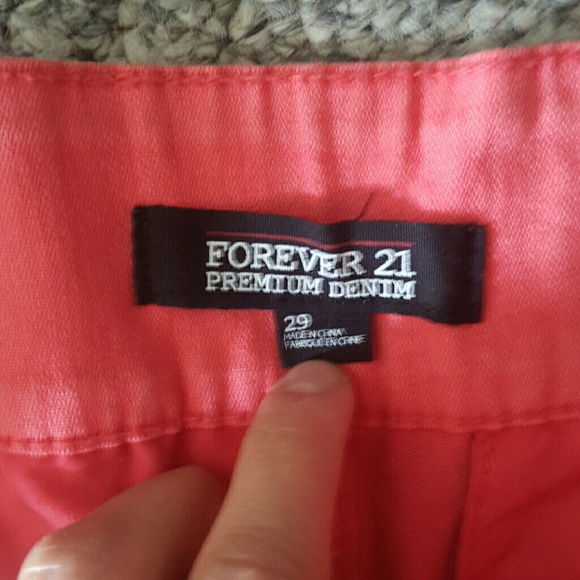 FOREVER 21
PREMIUM DENIM
29
MADE IN CHINA
FABRIQUE EN CHINE